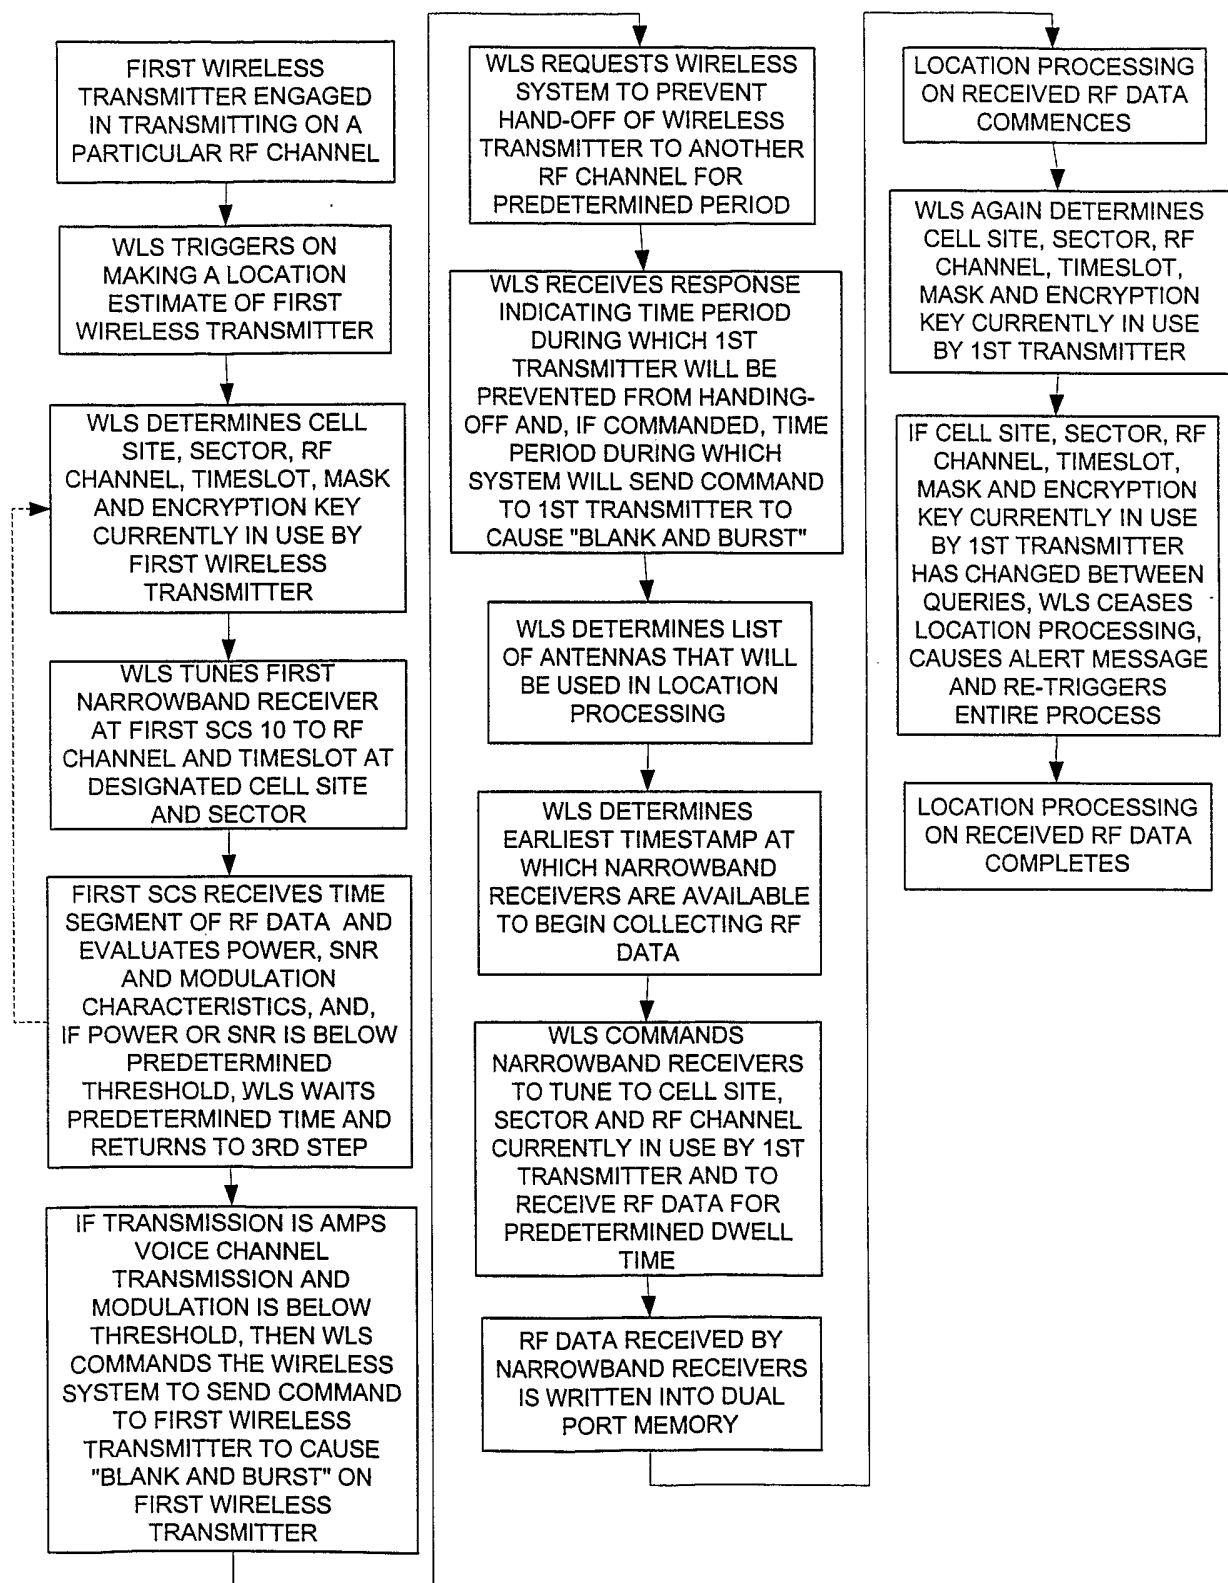 FIRST WIRELESS
TRANSMITTER ENGAGED
IN TRANSMITTING ON A
PARTICULAR RF CHANNEL
WLS TRIGGERS ON
MAKING A LOCATION
ESTIMATE OF FIRST
WIRELESS TRANSMITTER
WLS DETERMINES CELL
SITE, SECTOR, RF
CHANNEL, TIMESLOT, MASK
AND ENCRYPTION KEY
CURRENTLY IN USE BY
FIRST WIRELESS
TRANSMITTER
WLS TUNES FIRST
NARROWBAND RECEIVER
AT FIRST SCS 10 TO RF
CHANNEL AND TIMESLOT AT
DESIGNATED CELL SITE
AND SECTOR
FIRST SCS RECEIVES TIME
SEGMENT OF RF DATA AND
EVALUATES POWER, SNR
AND MODULATION
CHARACTERISTICS, AND,
IF POWER OR SNR IS BELOW
PREDETERMINED
THRESHOLD, WLS WAITS
PREDETERMINED TIME AND
RETURNS TO 3RD STEP
IF TRANSMISSION IS AMPS
VOICE CHANNEL
TRANSMISSION AND
MODULATION IS BELOW
THRESHOLD, THEN WLS
COMMANDS THE WIRELESS
SYSTEM TO SEND COMMAND
TO FIRST WIRELESS
TRANSMITTER TO CAUSE
"BLANK AND BURST" ON
FIRST WIRELESS
TRANSMITTER
WLS REQUESTS WIRELESS
SYSTEM TO PREVENT
HAND-OFF OF WIRELESS
TRANSMITTER TO ANOTHER
RF CHANNEL FOR
PREDETERMINED PERIOD
WLS RECEIVES RESPONSE
INDICATING TIME PERIOD
DURING WHICH 1ST
TRANSMITTER WILL BE
PREVENTED FROM HANDING-
OFF AND, IF COMMANDED, TIME
PERIOD DURING WHICH
SYSTEM WILL SEND COMMAND
TO 1ST TRANSMITTER TO
CAUSE "BLANK AND BURST"
WLS DETERMINES LIST
OF ANTENNAS THAT WILL
BE USED IN LOCATION
PROCESSING
WLS DETERMINES
EARLIEST TIMESTAMP AT
WHICH NARROWBAND
RECEIVERS ARE AVAILABLE
TO BEGIN COLLECTING RF
DATA
WLS COMMANDS
NARROWBAND RECEIVERS
TO TUNE TO CELL SITE,
SECTOR AND RF CHANNEL
CURRENTLY IN USE BY 1ST
TRANSMITTER AND TO
RECEIVE RF DATA FOR
PREDETERMINED DWELL
TIME
RF DATA RECEIVED BY
NARROWBAND RECEIVERS
IS WRITTEN INTO DUAL
PORT MEMORY
LOCATION PROCESSING
ON RECEIVED RF DATA
COMMENCES
WLS AGAIN DETERMINES
CELL SITE, SECTOR, RF
CHANNEL, TIMESLOT,
MASK AND ENCRYPTION
KEY CURRENTLY IN USE
BY 1ST TRANSMITTER
IF CELL SITE, SECTOR, RF
CHANNEL, TIMESLOT,
MASK AND ENCRYPTION
KEY CURRENTLY IN USE
BY 1ST TRANSMITTER
HAS CHANGED BETWEEN
QUERIES, WLS CEASES
LOCATION PROCESSING,
CAUSES ALERT MESSAGE
AND RE-TRIGGERS
ENTIRE PROCESS
LOCATION PROCESSING
ON RECEIVED RF DATA
COMPLETES